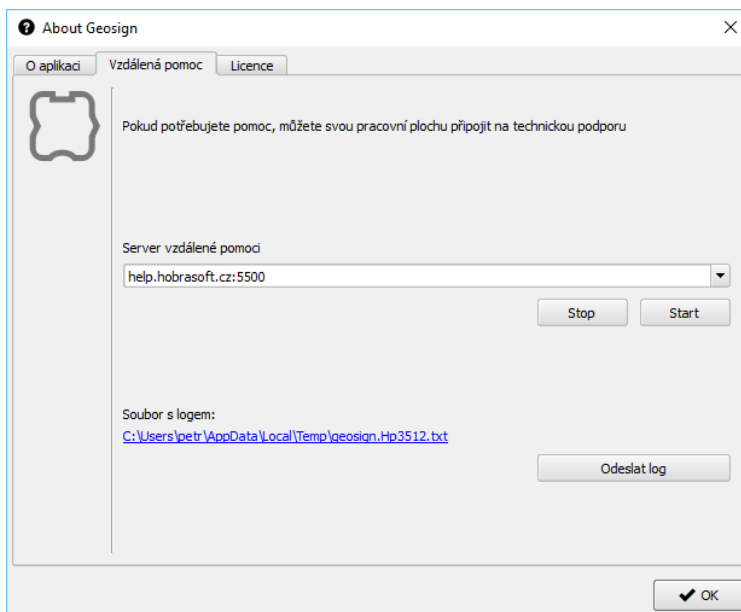 About Geosign
O aplikaci Vzdálená pomoc Licence
Pokud potřebujete pomoc, můžete svou pracovní plochu připojit na technickou podporu
Server vzdálené pomoci
help.hobrasoft.cz:5500
Stop Start
Soubor s logem:
C:\Users\petr\AppData\Local\Temp\geosign.Hp3512.txt
Odeslat log
OK